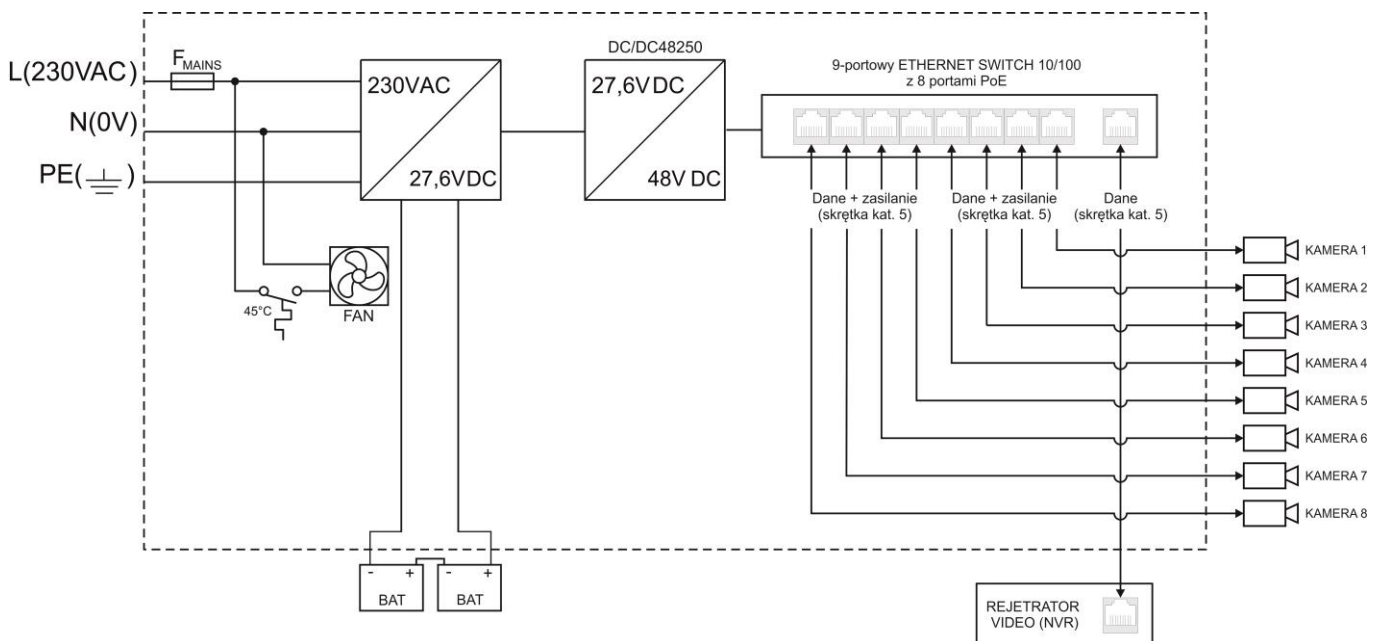 DC/DC48250
9-portowy ETHERNET SWITCH 10/100
z 8 portami PoE
FMAINS
L(230VAC)
N(0V)
PE( )
230VAC
27,6VDC
27,6VDC
48V DC
Dane + zasilanie
(skrętka kat. 5)
Dane + zasilanie
(skrętka kat. 5)
Dane
(skrętka kat. 5)
45°C
FAN
KAMERA 1
KAMERA 2
KAMERA 3
KAMERA 4
KAMERA 5
KAMERA 6
KAMERA 7
KAMERA 8
- + - +
BAT BAT
REJETRATOR
VIDEO (NVR)